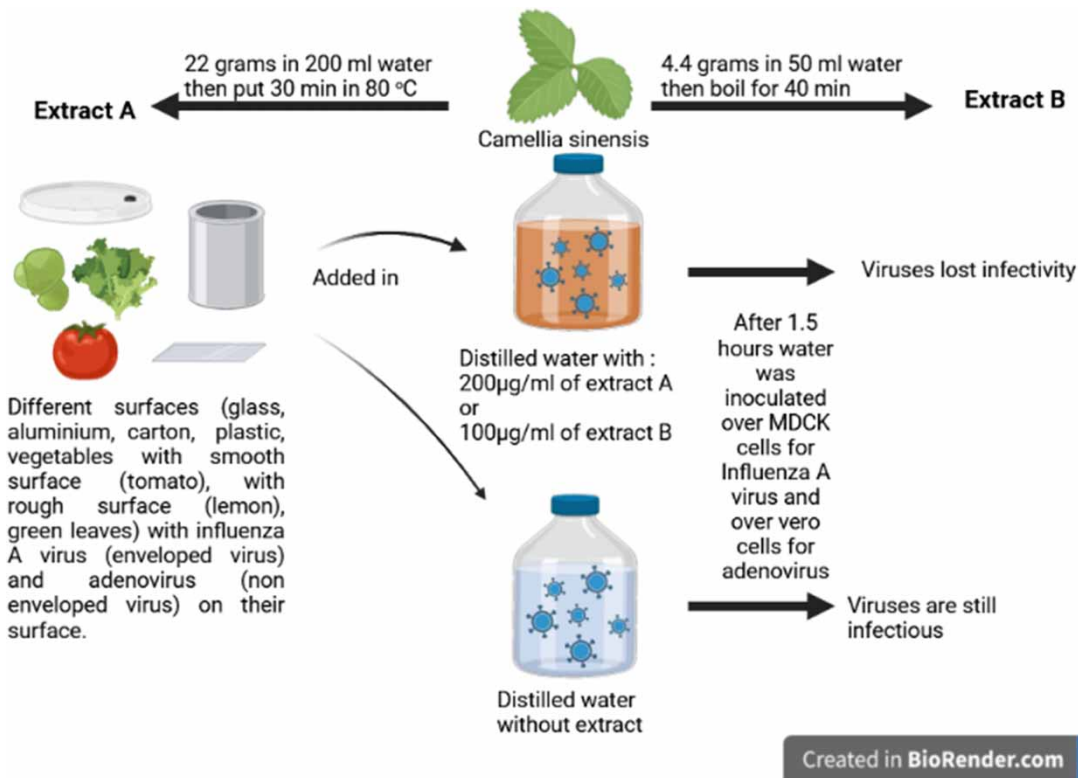 22 grams in 200 ml water
then put 30 min in 80 °C
4.4 grams in 50 ml water
then boil for 40 min
Extract A
Extract B
Camellia sinensis
Added in
Viruses lost infectivity
Distilled water with :
200µg/ml of extract A
or
100µg/ml of extract B
After 1.5
hours water
was
inoculated
over MDCK
cells for
Influenza A
virus and
over vero
cells for
adenovirus
Different surfaces (glass,
aluminium, carton, plastic,
vegetables with smooth
surface (tomato), with
rough surface (lemon),
green leaves) with influenza
A virus (enveloped virus)
and adenovirus (non
enveloped virus) on their
surface.
Viruses are still
infectious
Distilled water
without extract
Created in BioRender.com